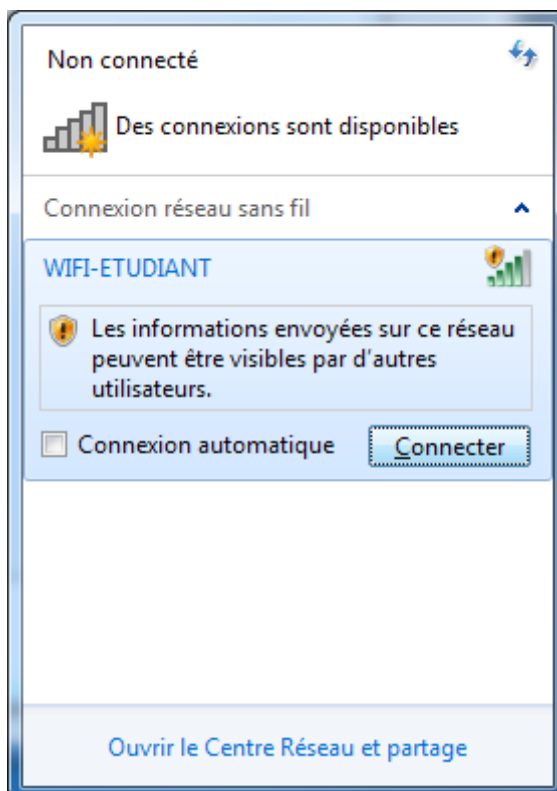 Non connecté
Des connexions sont disponibles
Connexion réseau sans fil
WIFI-ETUDIANT
Les informations envoyées sur ce réseau
peuvent être visibles par d'autres
utilisateurs.
Connexion automatique
Connecter
Ouvrir le Centre Réseau et partage